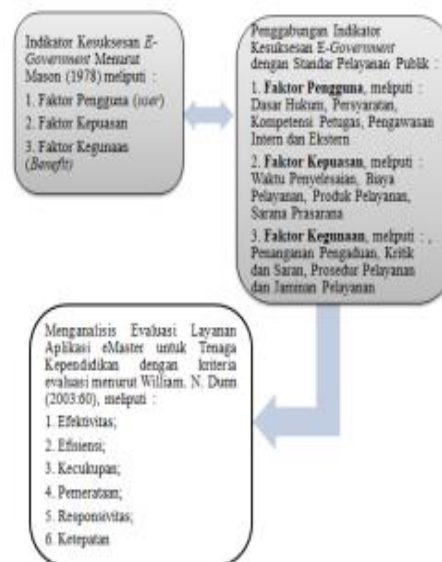 Indikator Kesuksesan E-
Government Menurut
Mason (1978) meliputi :
1. Faktor Pengguna (user)
2. Faktor Kepuasan
3. Faktor Kegunaan
(Benefit)
Penggabungan Indikator
Kesuksesan E-Government
dengan Standar Pelayanan Publik :
1. Faktor Pengguna, meliputi :
Dasar Hukum, Persyaratan,
Kompetensi Petugas, Pengawasan
Intern dan Ekstern
2. Faktor Kepuasan, meliputi :
Waktu Penyelesaian, Biaya
Pelayanan, Produk Pelayanan,
Sarana Prasarana
3. Faktor Kegunaan, meliputi : ,
Penanganan Pengaduan, Kritik
dan Saran, Prosedur Pelayanan
dan Jaminan Pelayanan
Menganalisis Evaluasi Layanan
Aplikasi eMaster untuk Tenaga
Kependidikan dengan kriteria
evaluasi menurut William. N. Dunn
(2003:60), meliputi :
1. Efektivitas;
2. Efisiensi;
3. Kecukupan;
4. Pemerataan;
5. Responsivitas;
6. Ketepatan